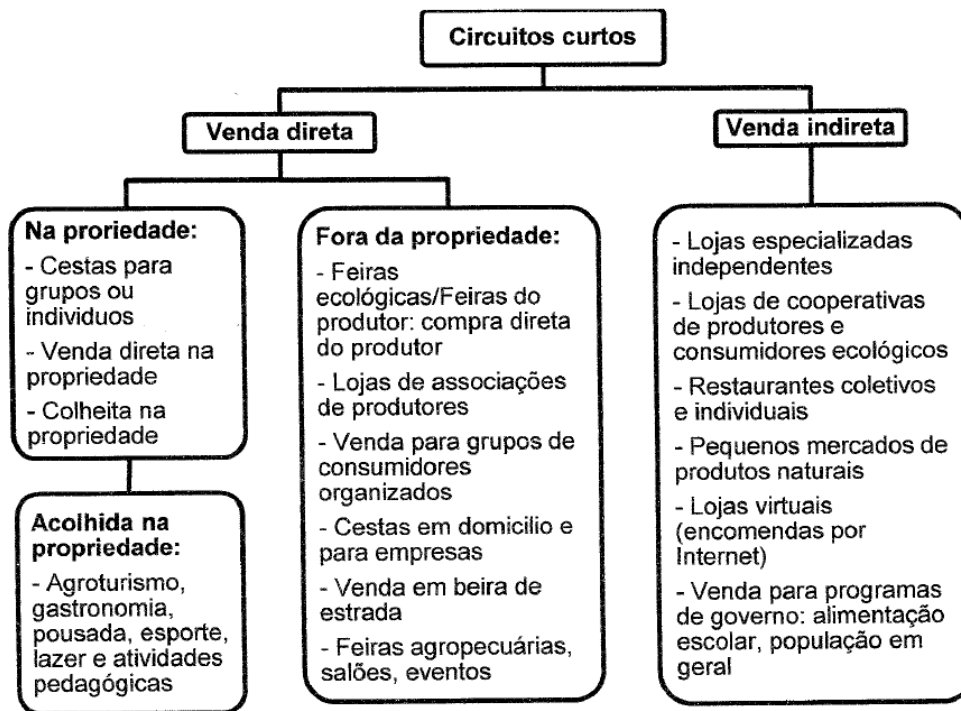 Circuitos curtos
Venda direta
Venda indireta
Na proriedade:
- Cestas para
grupos ou
individuos
- Venda direta na
propriedade
- Colheita na
propriedade
Acolhida na
propriedade:
- Agroturismo,
gastronomia,
pousada, esporte,
lazer e atividades
pedagógicas
Fora da propriedade:
- Feiras
ecológicas/Feiras do
produtor: compra direta
do produtor
- Lojas de associações
de produtores
- Venda para grupos de
consumidores
organizados
- Cestas em domicilio e
para empresas
- Venda em beira de
estrada
- Feiras agropecuárias,
salões, eventos
- Lojas especializadas
independentes
- Lojas de cooperativas
de produtores e
consumidores ecológicos
- Restaurantes coletivos
e individuais
- Pequenos mercados de
produtos naturais
- Lojas virtuais
(encomendas por
Internet)
- Venda para programas
de governo: alimentação
escolar, população em
geral